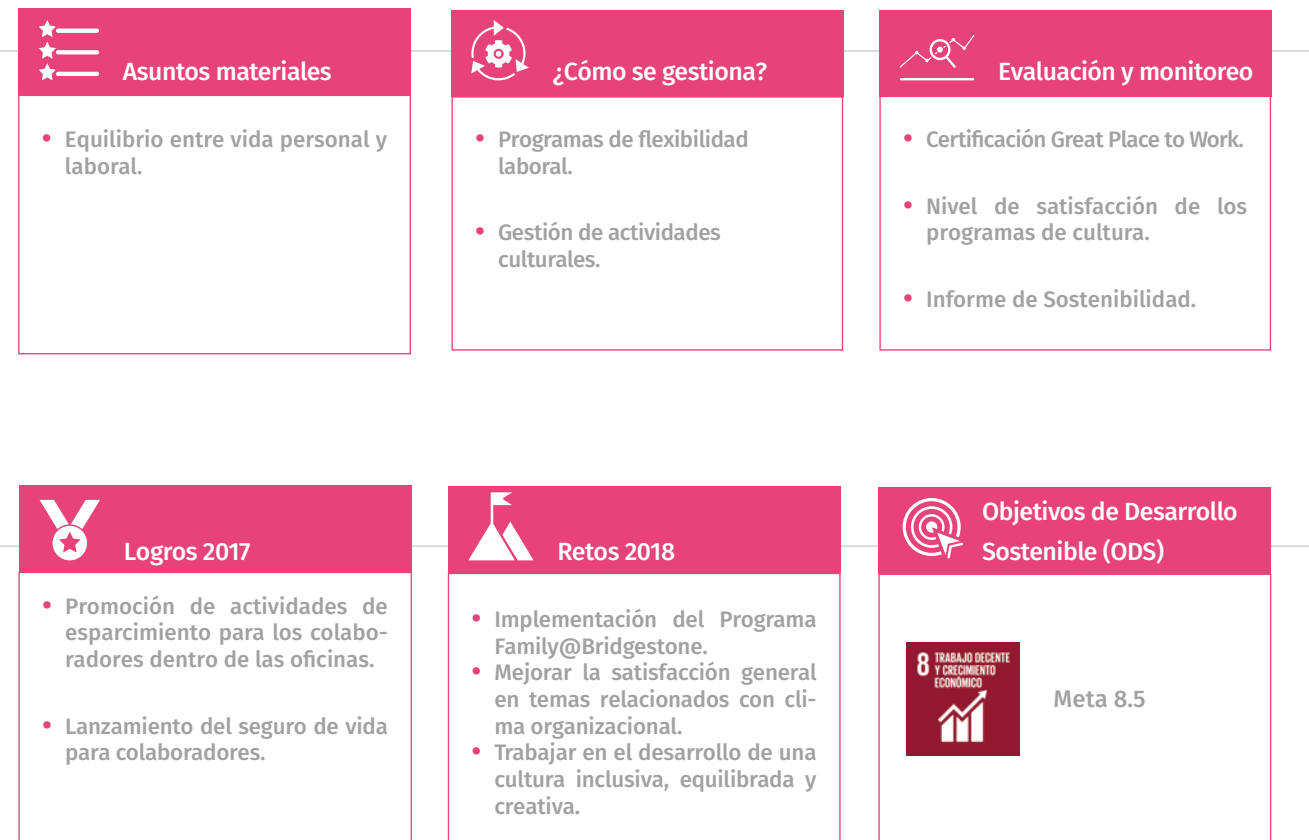 Asuntos materiales
• Equilibrio entre vida personal y
laboral.
¿Cómo se gestiona?
• Programas de flexibilidad
laboral.
• Gestión de actividades
culturales.
Evaluación y monitoreo
• Certificación Great Place to Work.
• Nivel de satisfacción de los
programas de cultura.
• Informe de Sostenibilidad.
Logros 2017
• Promoción de actividades de
esparcimiento para los colabo-
radores dentro de las oficinas.
• Lanzamiento del seguro de vida
para colaboradores.
Retos 2018
• Implementación del Programa
Family@Bridgestone.
• Mejorar la satisfacción general
en temas relacionados con cli-
ma organizacional.
• Trabajar en el desarrollo de una
cultura inclusiva, equilibrada y
creativa.
Objetivos de Desarrollo
Sostenible (ODS)
8 TRABAJO DECENTE
Y CRECIMIENTO
ECONÓMICO
Meta 8.5